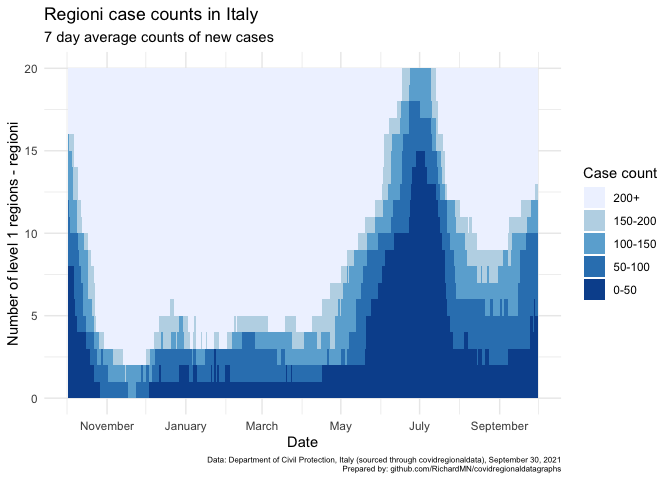 Regioni case counts in Italy
7 day average counts of new cases
Number of level 1 regions - regioni
20
15
10
5
0
November
January
March
May
July
September
Date
Case count
200+
150-200
100-150
50-100
0-50
Data: Department of Civil Protection, Italy (sourced through covidregionaldata), September 30, 2021
Prepared by: github.com/RichardMN/covidregionaldatagraphs